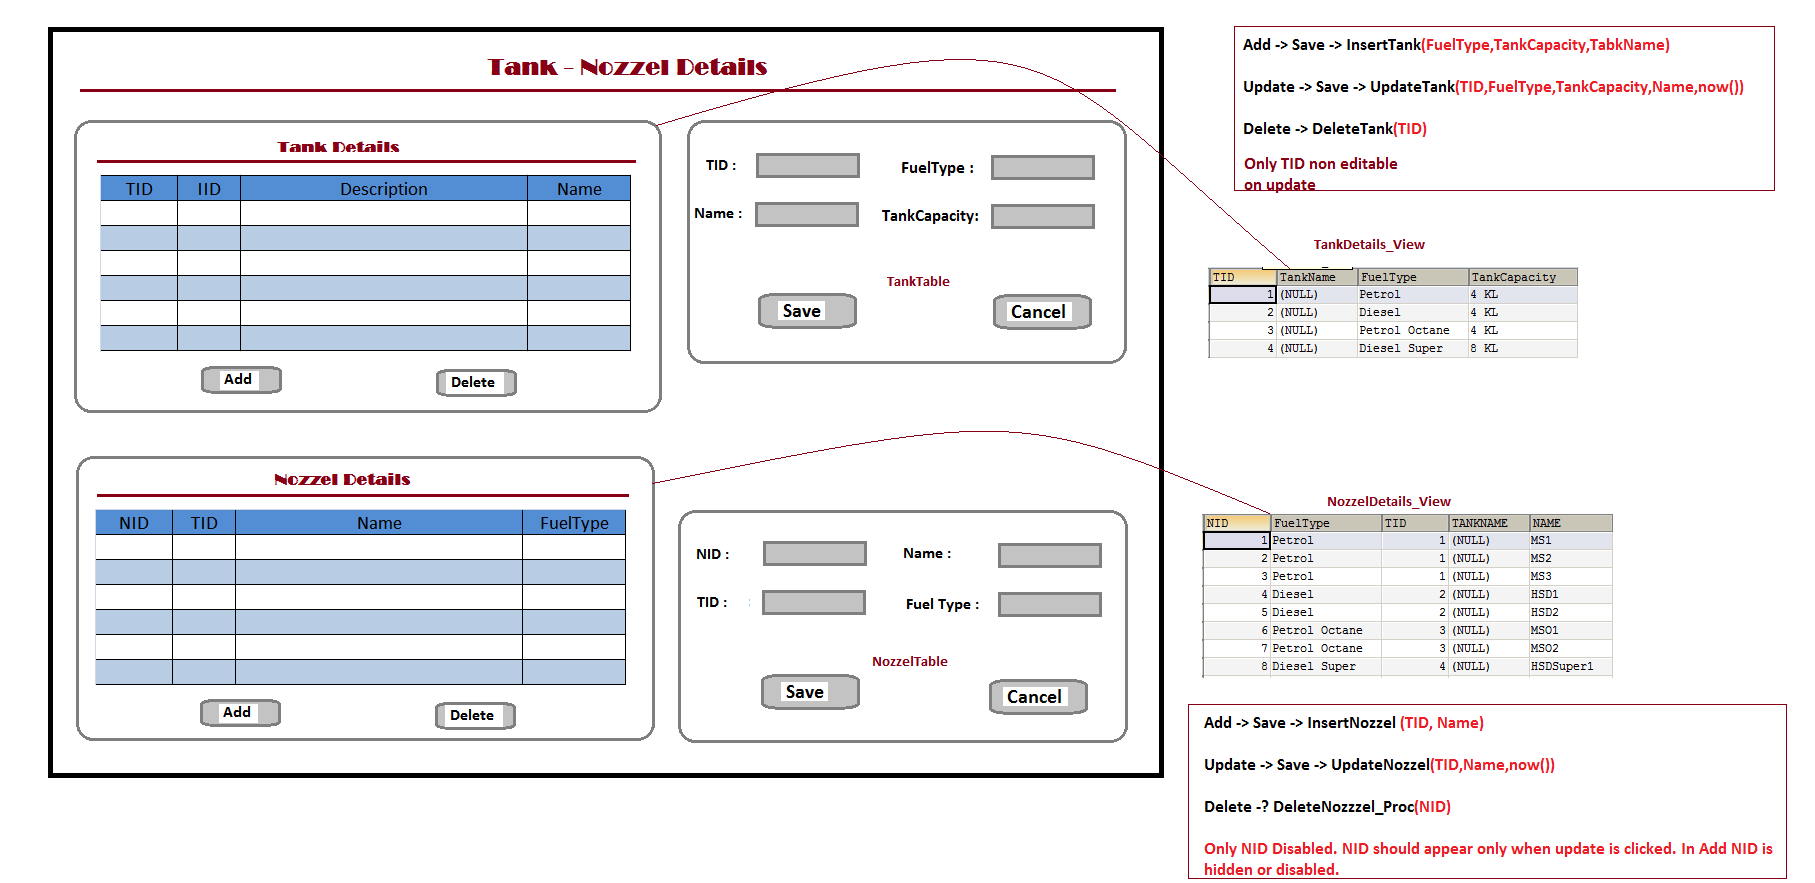 Tank - Nozzel Details
Tank Details
TID IID Description Name
Add Delete
TID : FuelType :
Name : TankCapacity:
TankTable
Save Cancel
Nozzel Details
NID TID Name FuelType
Add Delete
NID : Name :
TID : : Fuel Type :
NozzelTable
Save Cancel
Add -> Save -> InsertTank(FuelType,TankCapacity,TabkName)
Update -> Save -> UpdateTank(TID,FuelType,TankCapacity,Name,now())
Delete -> DeleteTank(TID)
Only TID non editable
on update
TankDetails_View
TID TankName FuelType TankCapacity
1 (NULL) Petrol 4 KL
2 (NULL) Diesel 4 KL
3 (NULL) Petrol Octane 4 KL
4 (NULL) Diesel Super 8 KL
NozzelDetails_View
NID FuelType TID TANKNAME NAME
1 Petrol 1 (NULL) MS1
2 Petrol 1 (NULL) MS2
3 Petrol 1 (NULL) MS3
4 Diesel 2 (NULL) HSD1
5 Diesel 2 (NULL) HSD2
6 Petrol Octane 3 (NULL) MSO1
7 Petrol Octane 3 (NULL) MSO2
8 Diesel Super 4 (NULL) HSDSuper1
Add -> Save -> InsertNozzel (TID, Name)
Update -> Save -> UpdateNozzel(TID,Name,now())
Delete -? DeleteNozzzel_Proc(NID)
Only NID Disabled. NID should appear only when update is clicked. In Add NID is
hidden or disabled.